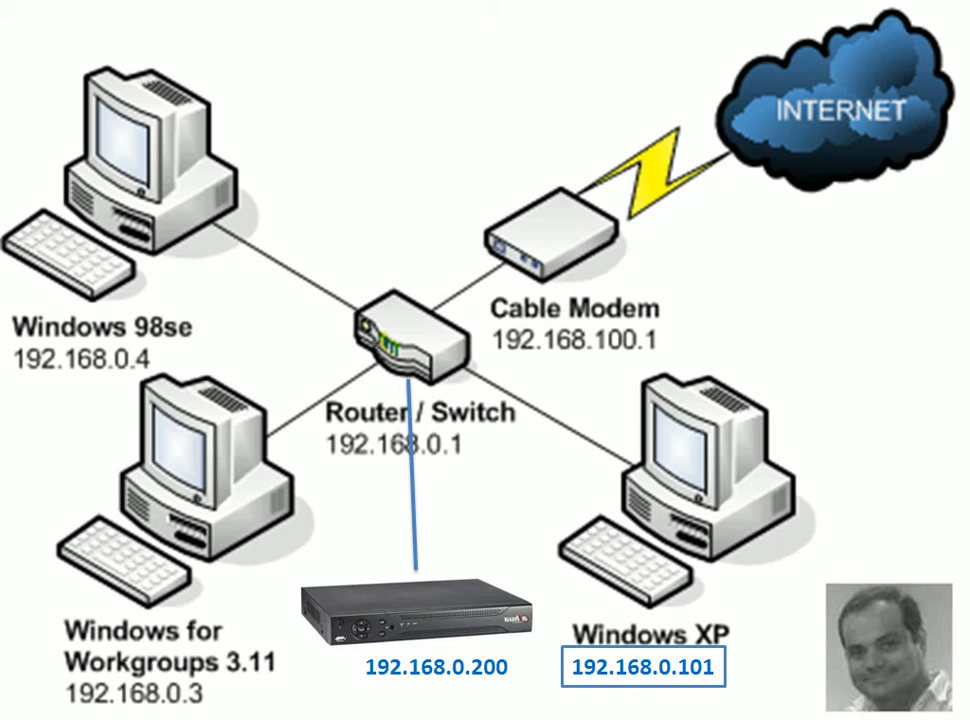 INTERNET
Cable Modem
192.168.100.1
Windows 98se
192.168.0.4
Router / Switch
192.168.0.1
Windows for
Workgroups 3.11
192.168.0.3
192.168.0.200
Windows XP
192.168.0.101